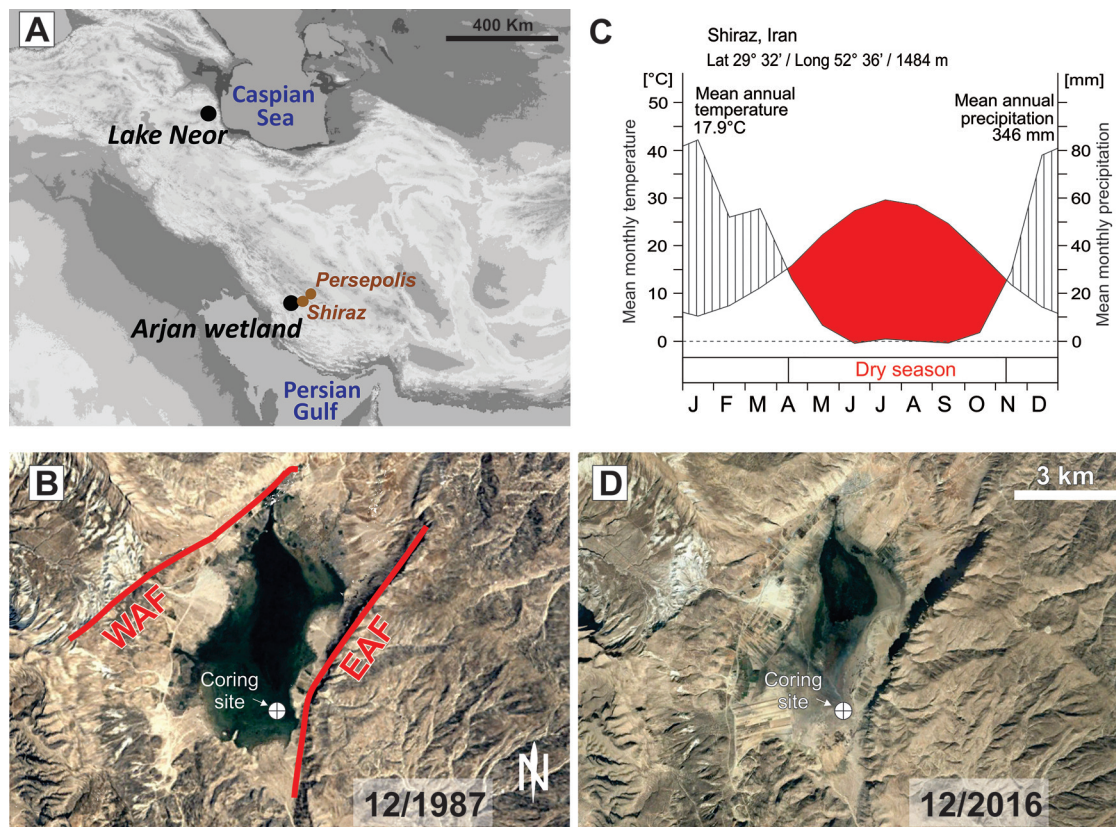 A
400 Km
Caspian
Sea
Lake Neor
Persepolis
Shiraz
Arjan wetland
Persian
Gulf
C
Shiraz, Iran
Lat 29° 32' / Long 52° 36' / 1484 m
[°C]
[mm]
Mean annual
temperature
17.9°C
Mean annual
precipitation
346 mm
50
40
30
20
10
0
80
60
40
20
0
Mean monthly temperature
Mean monthly precipitation
Dry season
J F M A M J J A S O N D
B
WAF
EAF
Coring
site
N
12/1987
D
3 km
Coring
site
12/2016